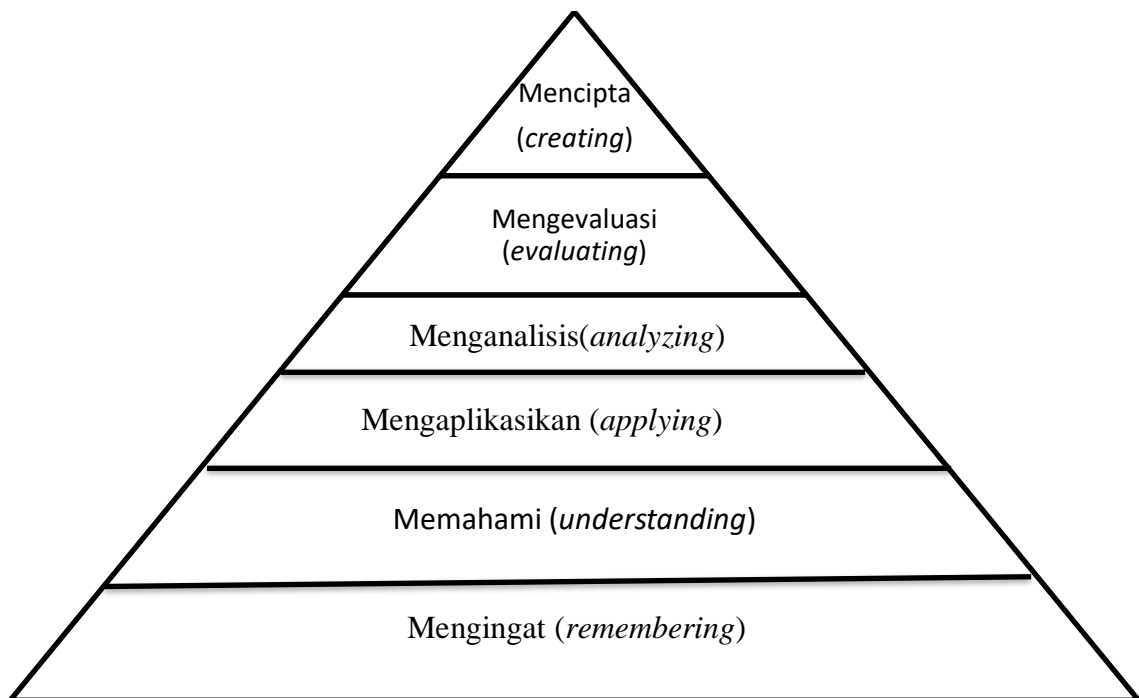 Mencipta
(creating)
Mengevaluasi
(evaluating)
Menganalisis(analyzing)
Mengaplikasikan (applying)
Memahami (understanding)
Mengingat (remembering)